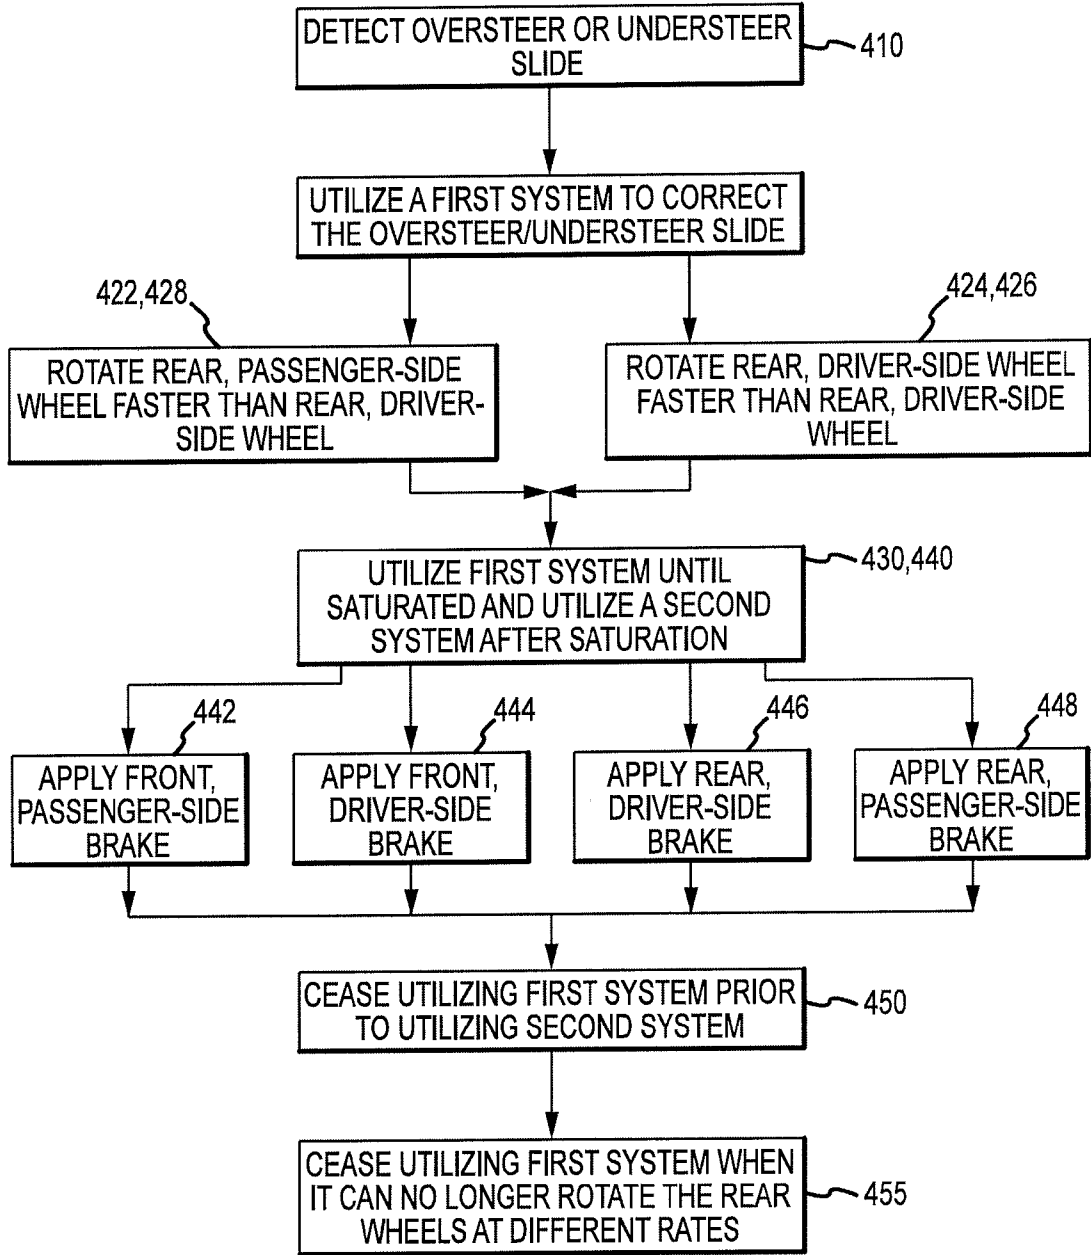 DETECT OVERSTEER OR UNDERSTEER
SLIDE
410
UTILIZE A FIRST SYSTEM TO CORRECT
THE OVERSTEER/UNDERSTEER SLIDE
422,428
424,426
ROTATE REAR, PASSENGER-SIDE
WHEEL FASTER THAN REAR, DRIVER-
SIDE WHEEL
ROTATE REAR, DRIVER-SIDE WHEEL
FASTER THAN REAR, DRIVER-SIDE
WHEEL
UTILIZE FIRST SYSTEM UNTIL
SATURATED AND UTILIZE A SECOND
SYSTEM AFTER SATURATION
430,440
442
444
446
448
APPLY FRONT,
PASSENGER-SIDE
BRAKE
APPLY FRONT,
DRIVER-SIDE
BRAKE
APPLY REAR,
DRIVER-SIDE
BRAKE
APPLY REAR,
PASSENGER-SIDE
BRAKE
CEASE UTILIZING FIRST SYSTEM PRIOR
TO UTILIZING SECOND SYSTEM
450
CEASE UTILIZING FIRST SYSTEM WHEN
IT CAN NO LONGER ROTATE THE REAR
WHEELS AT DIFFERENT RATES
455